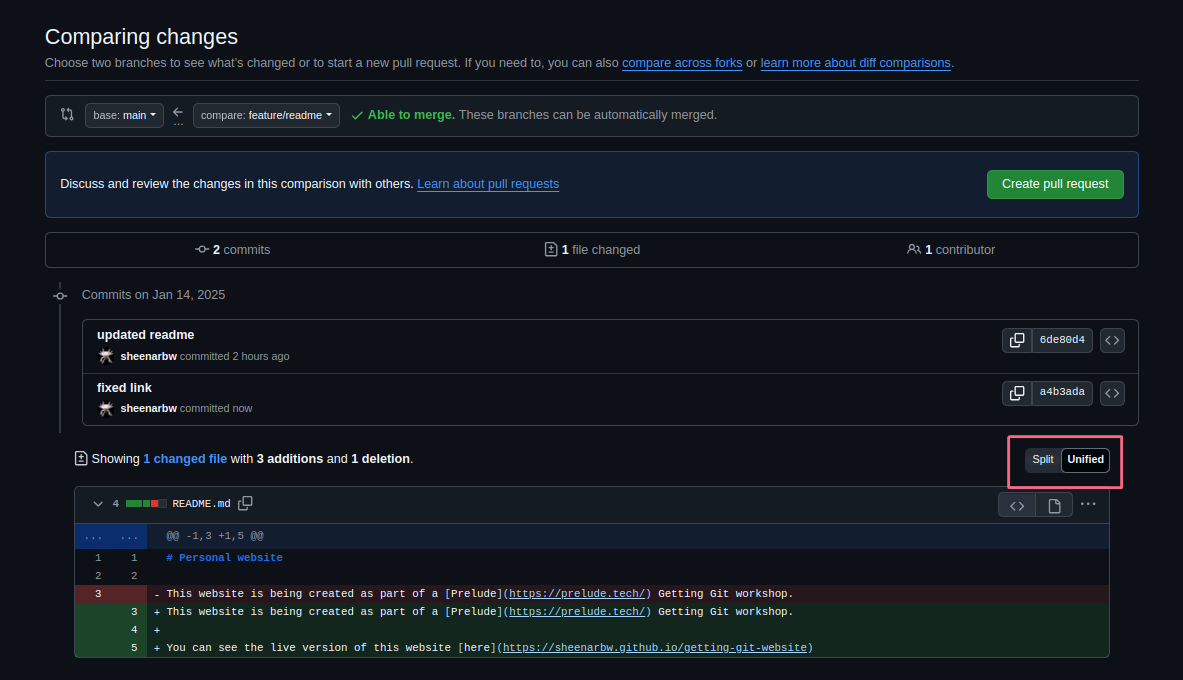 Comparing changes
Choose two branches to see what's changed or to start a new pull request. If you need to, you can also compare across forks or learn more about diff comparisons.
base: main ... compare: feature/readme Able to merge. These branches can be automatically merged.
Discuss and review the changes in this comparison with others. Learn about pull requests Create pull request
2 commits 1 file changed 1 contributor
Commits on Jan 14, 2025
updated readme 6de80d4
sheenarbw committed 2 hours ago
fixed link a4b3ada
sheenarbw committed now
Showing 1 changed file with 3 additions and 1 deletion. Split Unified
4 README.md
... ... @@ -1,3 +1,5 @@
1 1 # Personal website
2 2
3 - This website is being created as part of a [Prelude](https://prelude.tech/) Getting Git workshop.
3 + This website is being created as part of a [Prelude](https://prelude.tech/) Getting Git workshop.
4 +
5 + You can see the live version of this website [here](https://sheenarbw.github.io/getting-git-website)